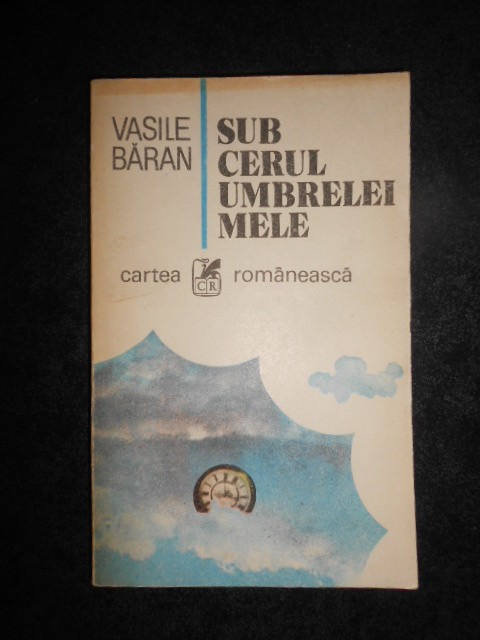 VASILE
BĂRAN
SUB
CERUL
UMBRELEI
MELE
cartea CR românească